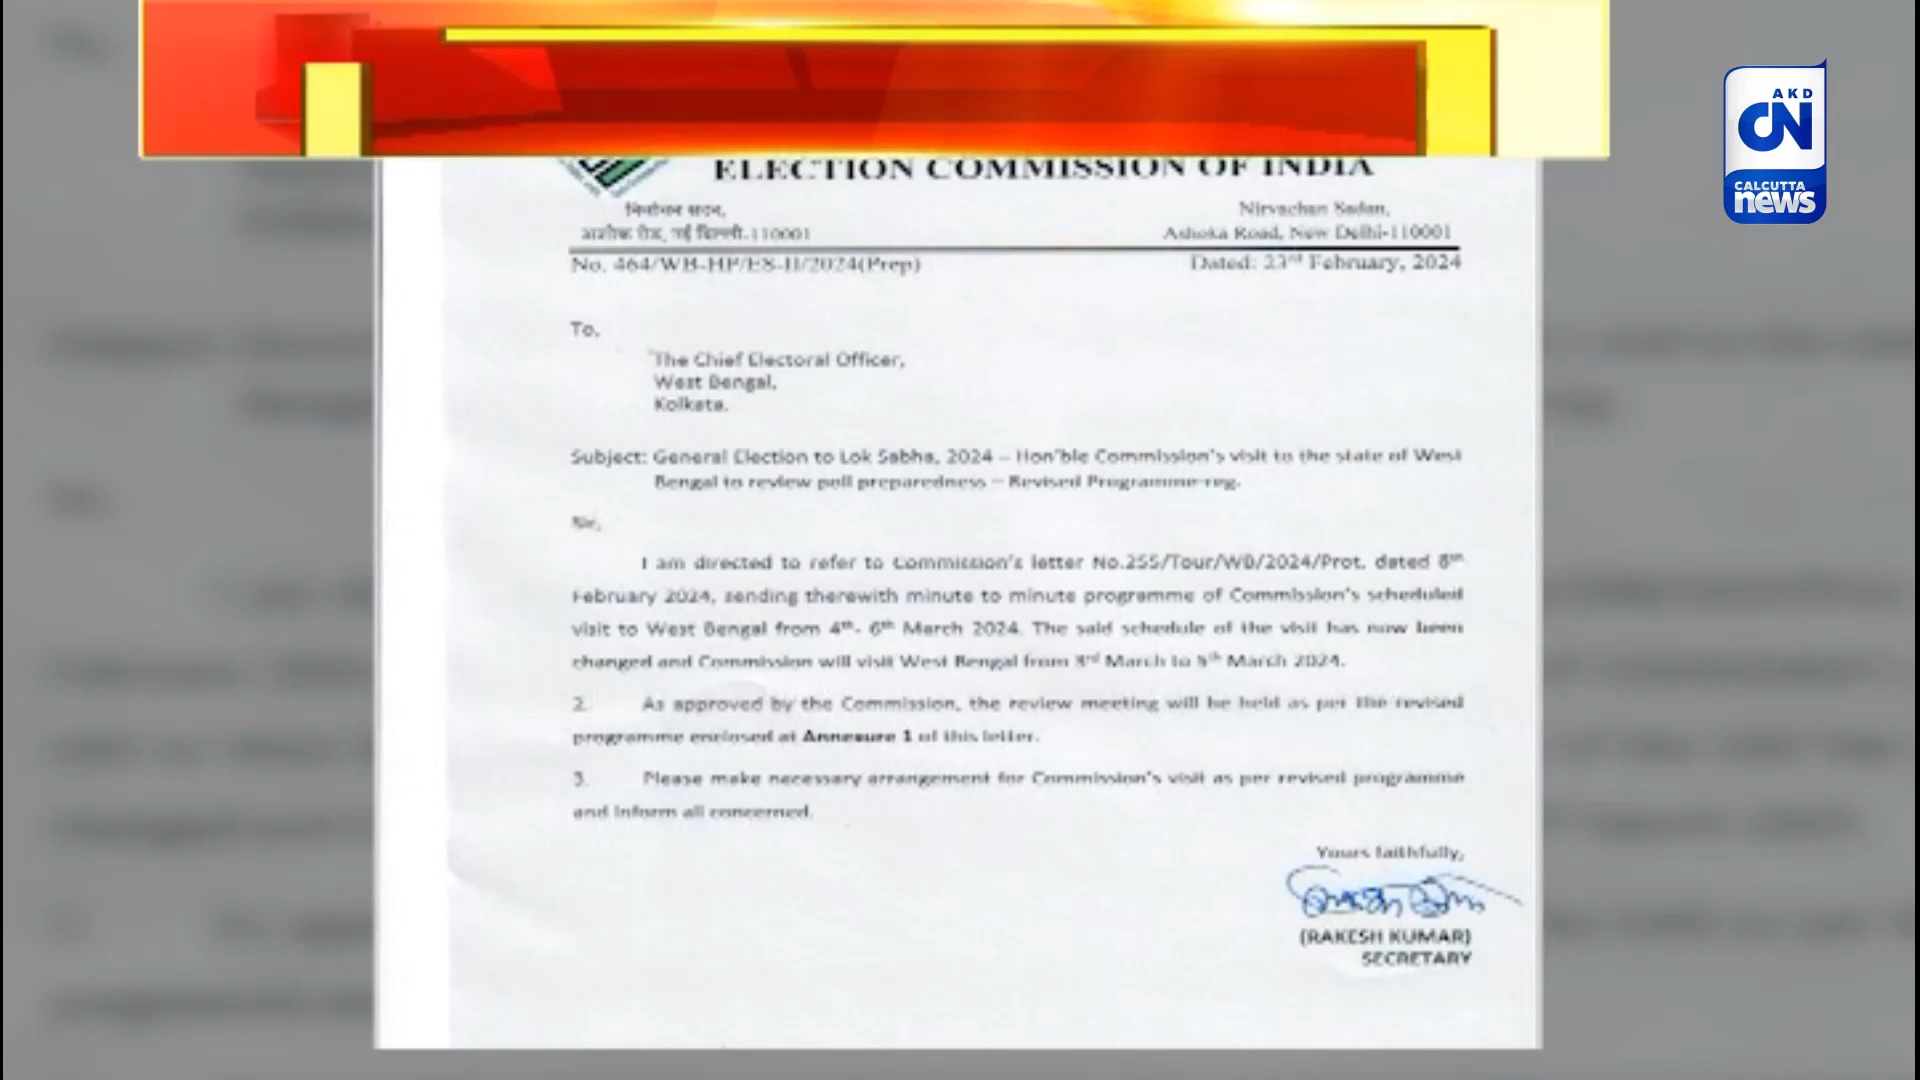 AKD
CN
CALCUTTA
news
ELECTION COMMISSION OF INDIA
निर्वाचन सदन,
अशोक रोड, नई दिल्ली-110001
Nirvachan Sadan,
Ashoka Road, New Delhi-110001
No. 464/WB-HP/ES-II/2024(Prep)
Dated: 23rd February, 2024
To,
The Chief Electoral Officer,
West Bengal,
Kolkata.
Subject: General Election to Lok Sabha, 2024 – Hon'ble Commission's visit to the state of West
Bengal to review poll preparedness – Revised Programme-reg.
Sir,
I am directed to refer to Commission's letter No.255/Tour/WB/2024/Prot. dated 8th
February 2024, sending therewith minute to minute programme of Commission's scheduled
visit to West Bengal from 4th- 6th March 2024. The said schedule of the visit has now been
changed and Commission will visit West Bengal from 3rd March to 5th March 2024.
2. As approved by the Commission, the review meeting will be held as per the revised
programme enclosed at Annexure 1 of this letter.
3. Please make necessary arrangement for Commission's visit as per revised programme
and inform all concerned.
Yours faithfully,
(RAKESH KUMAR)
SECRETARY